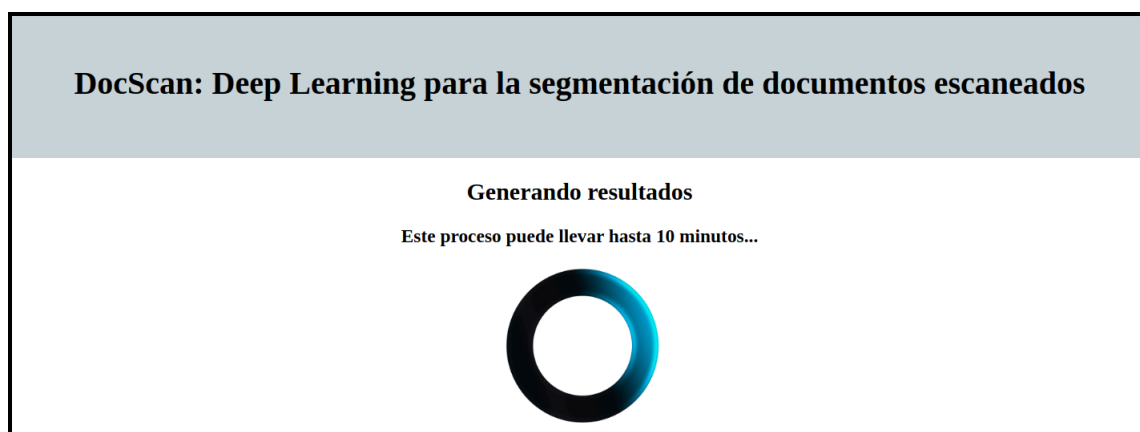 DocScan: Deep Learning para la segmentación de documentos escaneados
Generando resultados
Este proceso puede llevar hasta 10 minutos...